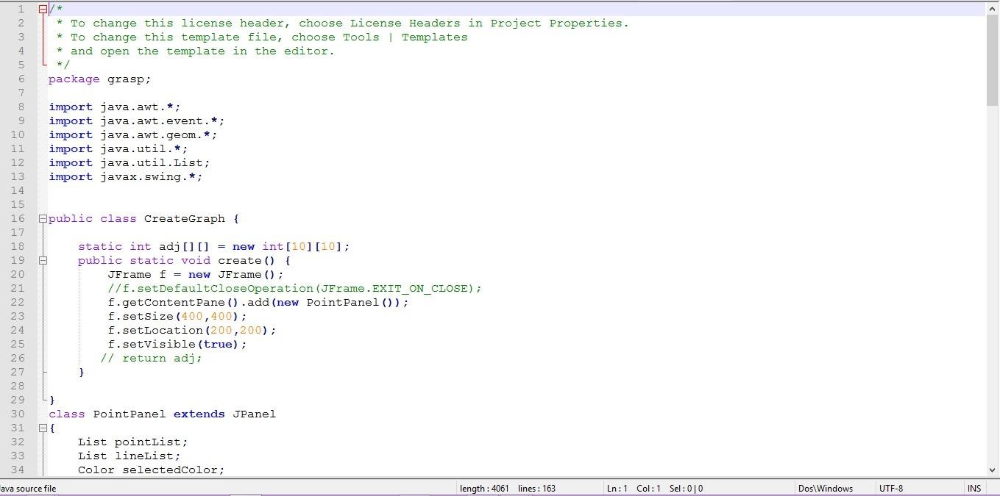 1 /*
2  * To change this license header, choose License Headers in Project Properties.
3  * To change this template file, choose Tools | Templates
4  * and open the template in the editor.
5  */
6 package grasp;
7
8 import java.awt.*;
9 import java.awt.event.*;
10 import java.awt.geom.*;
11 import java.util.*;
12 import java.util.List;
13 import javax.swing.*;
14
15
16 public class CreateGraph {
17
18     static int adj[][] = new int[10][10];
19     public static void create() {
20         JFrame f = new JFrame();
21         //f.setDefaultCloseOperation(JFrame.EXIT_ON_CLOSE);
22         f.getContentPane().add(new PointPanel());
23         f.setSize(400,400);
24         f.setLocation(200,200);
25         f.setVisible(true);
26        // return adj;
27     }
28
29 }
30 class PointPanel extends JPanel
31 {
32     List pointList;
33     List lineList;
34     Color selectedColor;
ava source file length : 4061 lines : 163 Ln : 1 Col : 1 Sel : 0 | 0 Dos\Windows UTF-8 INS